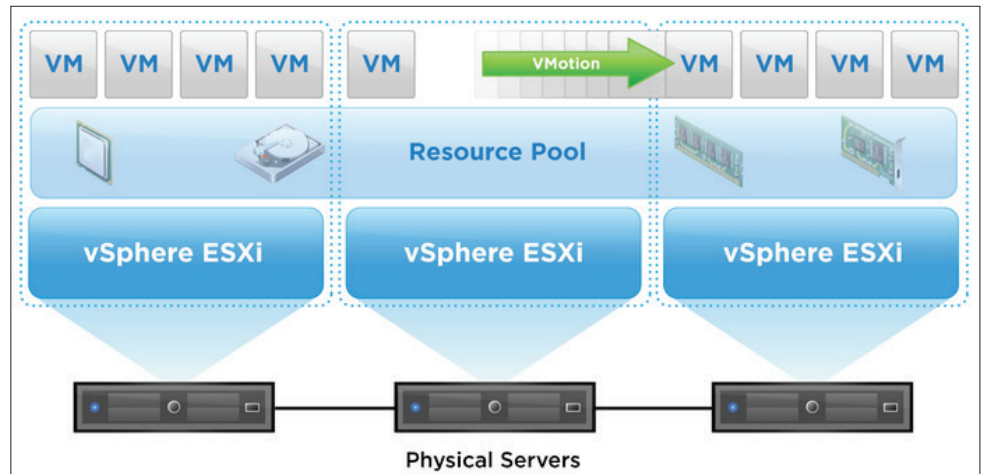 VM VM VM VM VM VMotion VM VM VM VM
Resource Pool
vSphere ESXi vSphere ESXi vSphere ESXi
Physical Servers